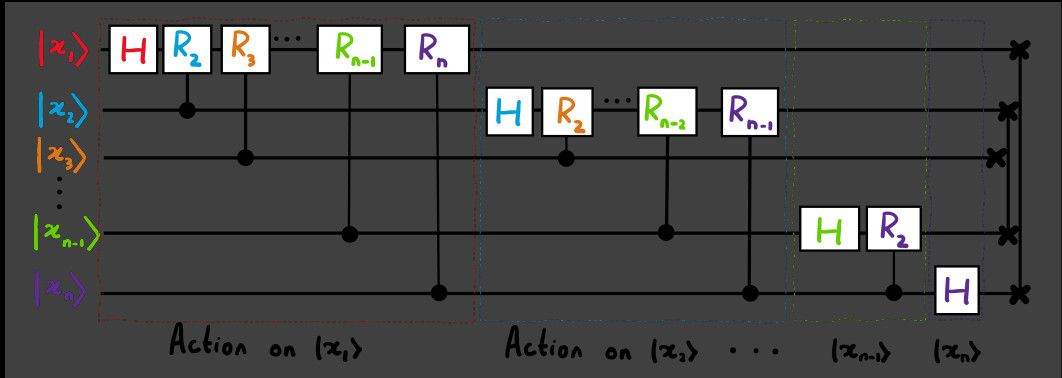 |x₁⟩ H R₂ R₃ ... Rₙ₋₁ Rₙ
|x₂⟩ H R₂ ... Rₙ₋₂ Rₙ₋₁
|x₃⟩
⋮
|xₙ₋₁⟩ H R₂
|xₙ⟩ H
Action on |x₁⟩ Action on |x₂⟩ ... |xₙ₋₁⟩ |xₙ⟩